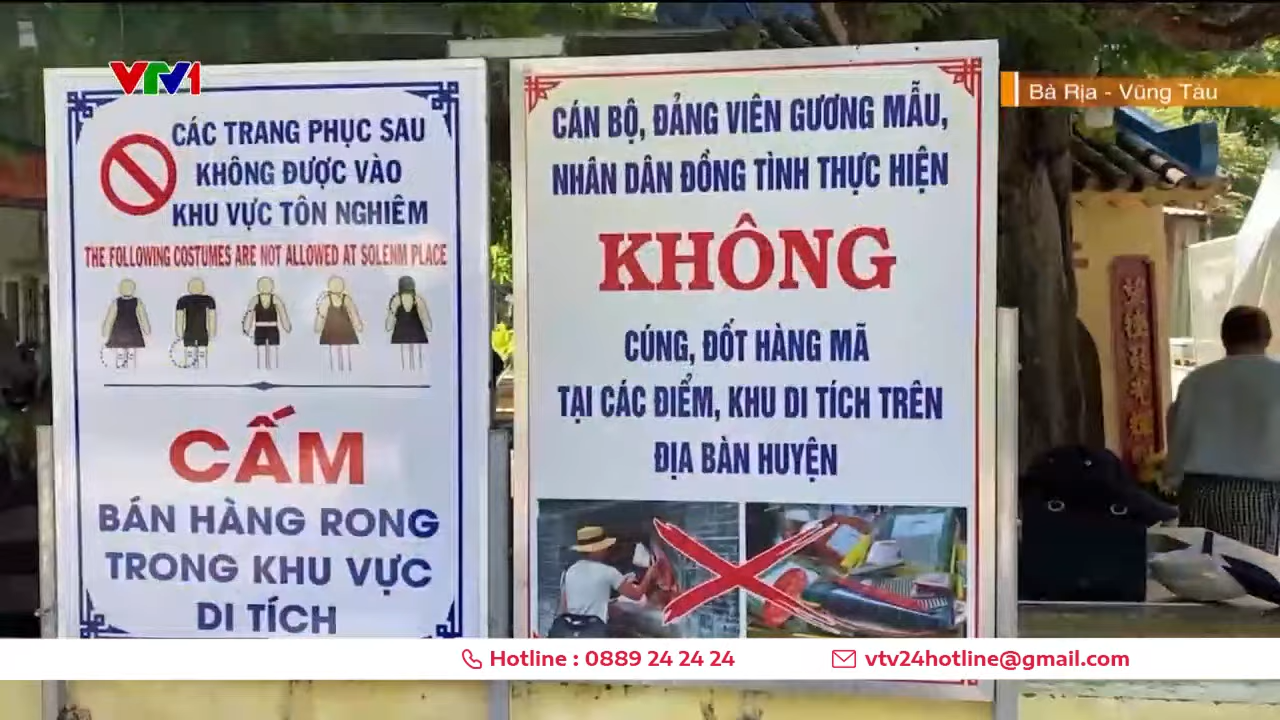 VTV1
Bà Rịa - Vũng Tàu
CÁC TRANG PHỤC SAU
KHÔNG ĐƯỢC VÀO
KHU VỰC TÔN NGHIÊM
THE FOLLOWING COSTUMES ARE NOT ALLOWED AT SOLENM PLACE
CẤM
BÁN HÀNG RONG
TRONG KHU VỰC
DI TÍCH
CÁN BỘ, ĐẢNG VIÊN GƯƠNG MẪU,
NHÂN DÂN ĐỒNG TÌNH THỰC HIỆN
KHÔNG
CÚNG, ĐỐT HÀNG MÃ
TẠI CÁC ĐIỂM, KHU DI TÍCH TRÊN
ĐỊA BÀN HUYỆN
Hotline : 0889 24 24 24
vtv24hotline@gmail.com